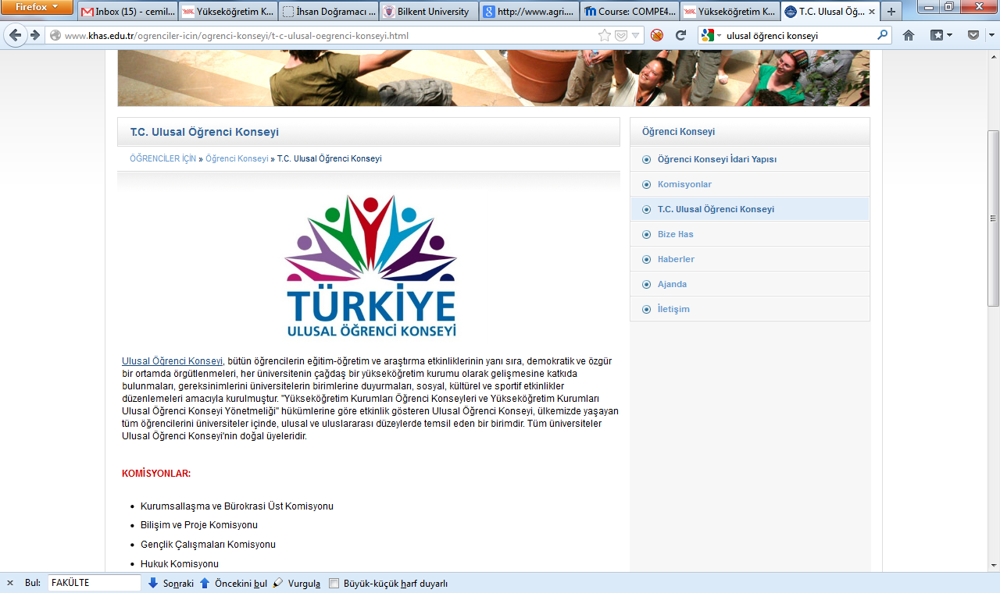 Firefox
Inbox (15) - cemil...
Yükseköğretim K...
İhsan Doğramacı ...
Bilkent University
http://www.agri....
Course: COMPE4...
Yükseköğretim K...
T.C. Ulusal Öğ...
www.khas.edu.tr/ogrenciler-icin/ogrenci-konseyi/t-c-ulusal-oegrenci-konseyi.html
ulusal öğrenci konseyi
T.C. Ulusal Öğrenci Konseyi
ÖĞRENCİLER İÇİN » Öğrenci Konseyi » T.C. Ulusal Öğrenci Konseyi
TÜRKİYE
ULUSAL ÖĞRENCİ KONSEYİ
Ulusal Öğrenci Konseyi, bütün öğrencilerin eğitim-öğretim ve araştırma etkinliklerinin yanı sıra, demokratik ve özgür
bir ortamda örgütlenmeleri, her üniversitenin çağdaş bir yükseköğretim kurumu olarak gelişmesine katkıda
bulunmaları, gereksinimlerini üniversitelerin birimlerine duyurmaları, sosyal, kültürel ve sportif etkinlikler
düzenlemeleri amacıyla kurulmuştur. "Yükseköğretim Kurumları Öğrenci Konseyleri ve Yükseköğretim Kurumları
Ulusal Öğrenci Konseyi Yönetmeliği" hükümlerine göre etkinlik gösteren Ulusal Öğrenci Konseyi, ülkemizde yaşayan
tüm öğrencilerini üniversiteler içinde, ulusal ve uluslararası düzeylerde temsil eden bir birimdir. Tüm üniversiteler
Ulusal Öğrenci Konseyi'nin doğal üyeleridir.
KOMİSYONLAR:
• Kurumsallaşma ve Bürokrasi Üst Komisyonu
• Bilişim ve Proje Komisyonu
• Gençlik Çalışmaları Komisyonu
• Hukuk Komisyonu
Öğrenci Konseyi
Öğrenci Konseyi İdari Yapısı
Komisyonlar
T.C. Ulusal Öğrenci Konseyi
Bize Has
Haberler
Ajanda
İletişim
Bul: FAKÜLTE Sonraki Öncekini bul Vurgula Büyük-küçük harf duyarlı